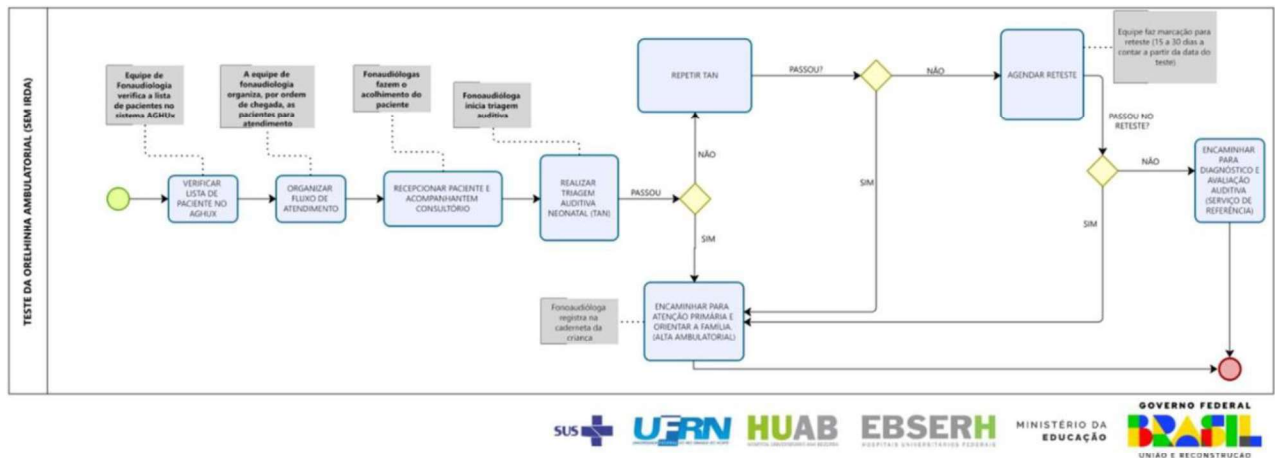 TESTE DA ORELHINHA AMBULATORIAL (SEM IRDA)
Equipe de
Fonaudiologia
verifica a lista
de pacientes no
sistema AGHUx
A equipe de
fonaudiologia
organiza, por ordem
de chegada, as
pacientes para
atendimento
Fonaudiólogas
fazem o
acolhimento do
paciente
Fonoaudióloga
inicia triagem
auditiva
VERIFICAR
LISTA DE
PACIENTE NO
AGHUX
ORGANIZAR
FLUXO DE
ATENDIMENTO
RECEPCIONAR PACIENTE E
ACOMPANHANTEM
CONSULTÓRIO
REALIZAR
TRIAGEM
AUDITIVA
NEONATAL (TAN)
PASSOU
NÃO
SIM
REPETIR TAN
PASSOU?
NÃO
SIM
AGENDAR RETESTE
Equipe faz marcação para
reteste (15 a 30 dias a
contar a partir da data do
teste)
PASSOU NO
RETESTE?
NÃO
SIM
ENCAMINHAR
PARA
DIAGNÓSTICO E
AVALIAÇÃO
AUDITIVA
(SERVIÇO DE
REFERÊNCIA)
Fonoaudióloga
registra na
caderneta da
criança
ENCAMINHAR PARA
ATENÇÃO PRIMÁRIA E
ORIENTAR A FAMÍLIA.
(ALTA AMBULATORIAL)
SUS
UFRN
HUAB
EBSERH
HOSPITAIS UNIVERSITÁRIOS FEDERAIS
MINISTÉRIO DA
EDUCAÇÃO
GOVERNO FEDERAL
BRASIL
UNIÃO E RECONSTRUÇÃO